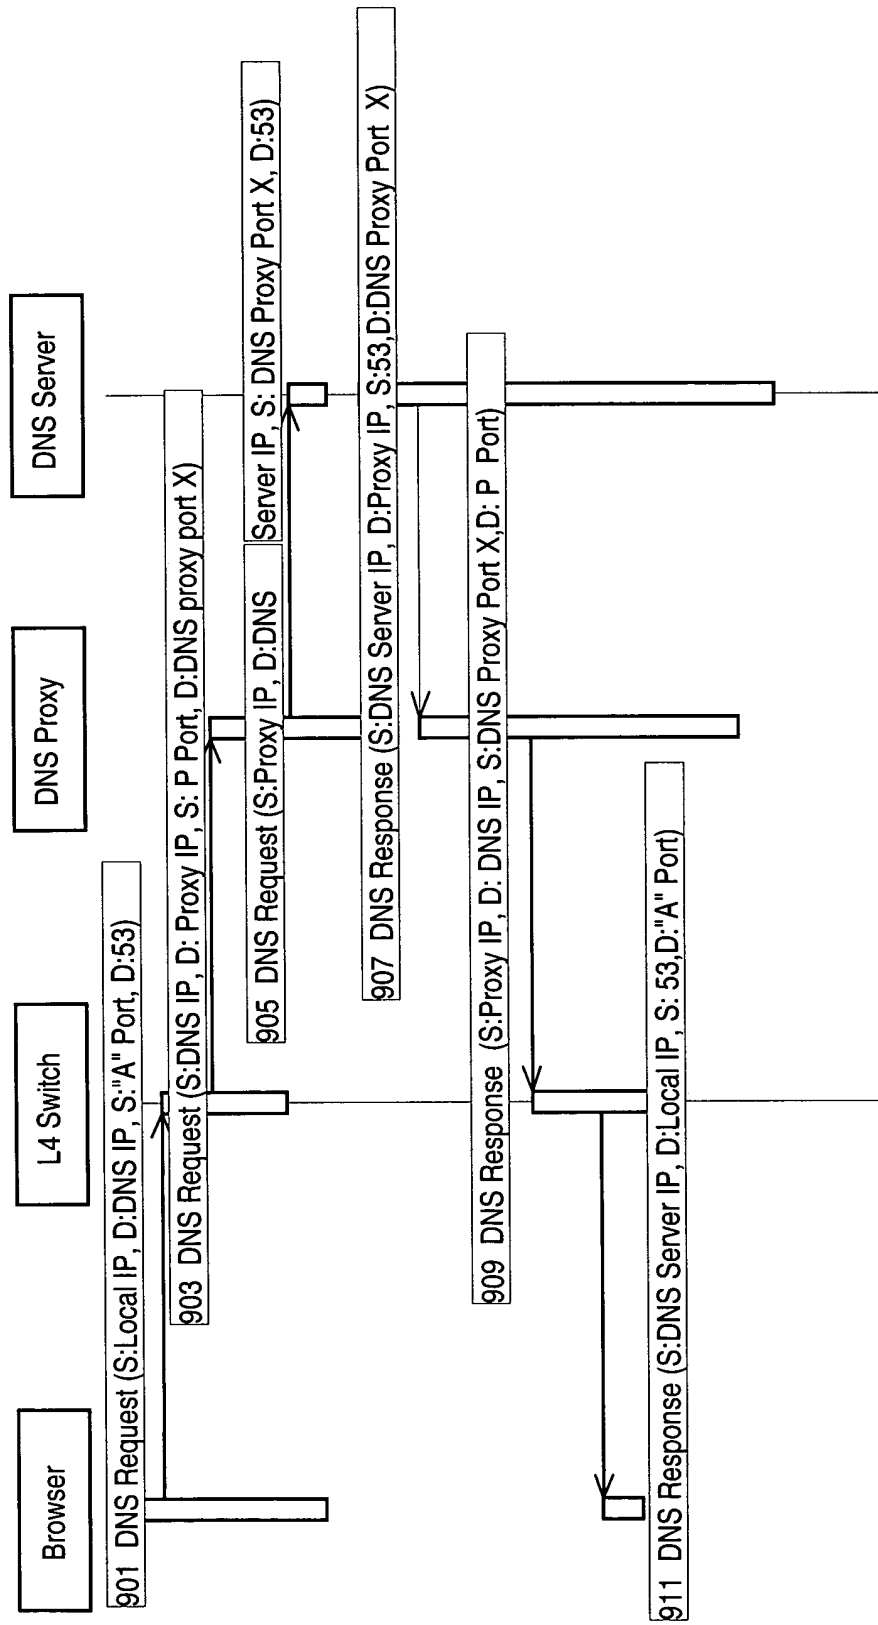 Browser
L4 Switch
DNS Proxy
DNS Server
901 DNS Request (S:Local IP, D:DNS IP, S:"A" Port, D:53)
903 DNS Request (S:DNS IP, D: Proxy IP, S: P Port, D:DNS proxy port X)
905 DNS Request (S:Proxy IP, D:DNS
Server IP, S: DNS Proxy Port X, D:53)
907 DNS Response (S:DNS Server IP, D:Proxy IP, S:53,D:DNS Proxy Port X)
909 DNS Response (S:Proxy IP, D: DNS IP, S:DNS Proxy Port X,D: P Port)
911 DNS Response (S:DNS Server IP, D:Local IP, S: 53,D:"A" Port)